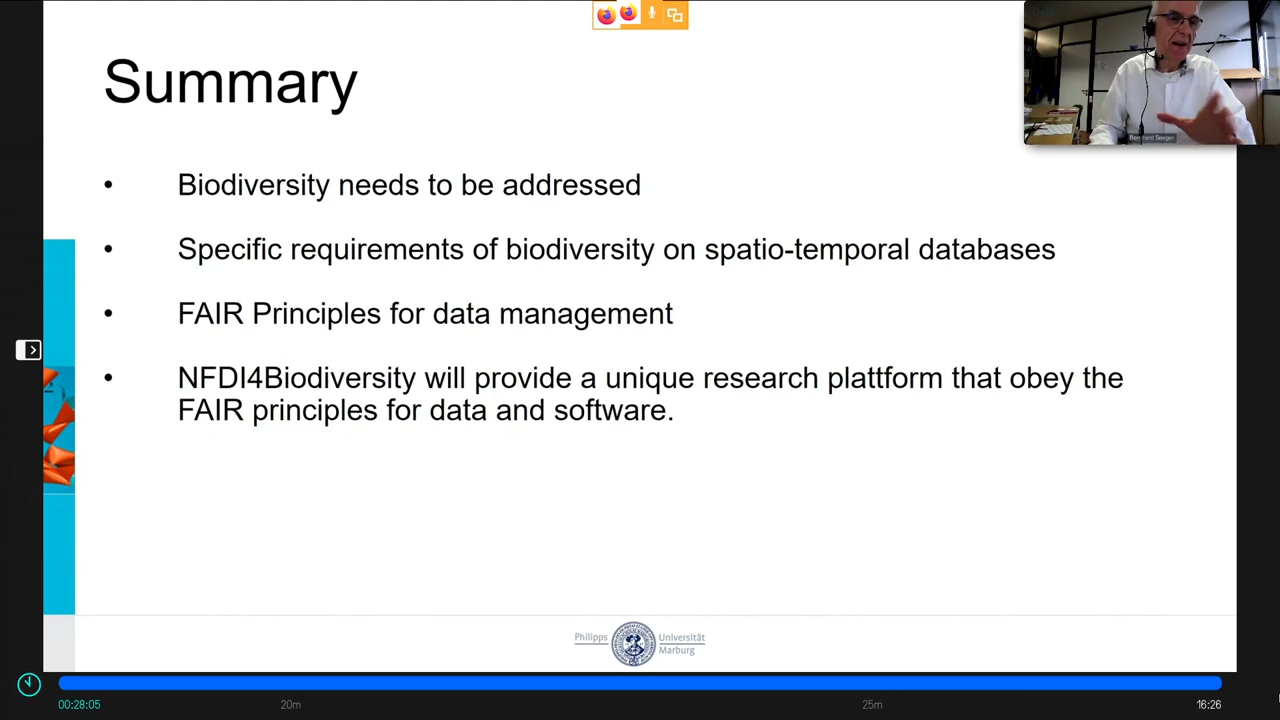 Summary
Bernhard Seeger
• Biodiversity needs to be addressed
• Specific requirements of biodiversity on spatio-temporal databases
• FAIR Principles for data management
• NFDI4Biodiversity will provide a unique research plattform that obey the
FAIR principles for data and software.
Philipps Universität
Marburg
00:28:05 20m 25m 16:26